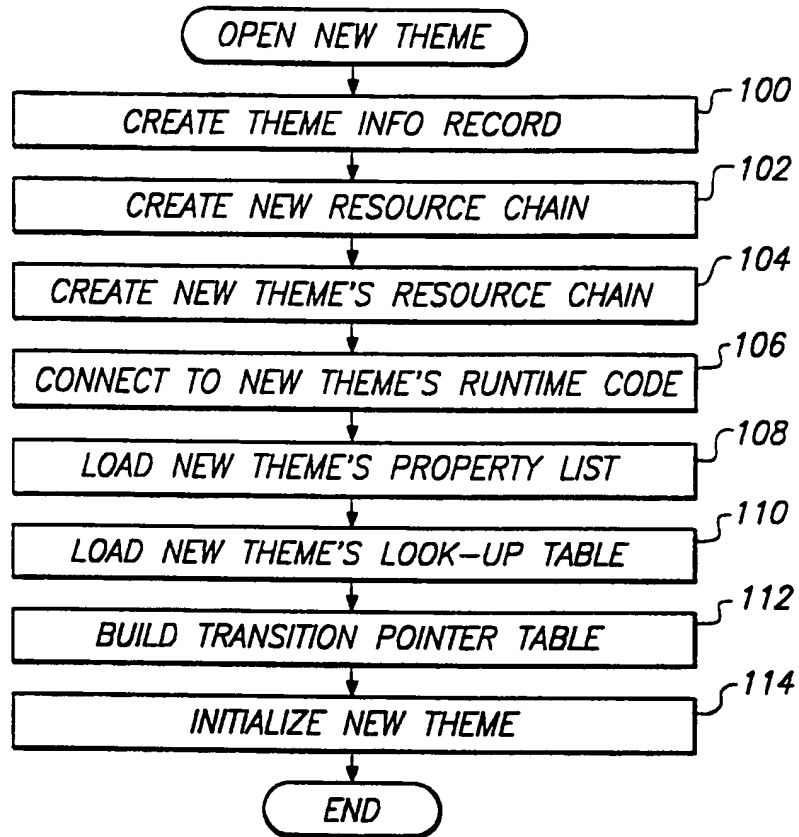 OPEN NEW THEME
100
CREATE THEME INFO RECORD
102
CREATE NEW RESOURCE CHAIN
104
CREATE NEW THEME'S RESOURCE CHAIN
106
CONNECT TO NEW THEME'S RUNTIME CODE
108
LOAD NEW THEME'S PROPERTY LIST
110
LOAD NEW THEME'S LOOK-UP TABLE
112
BUILD TRANSITION POINTER TABLE
114
INITIALIZE NEW THEME
END